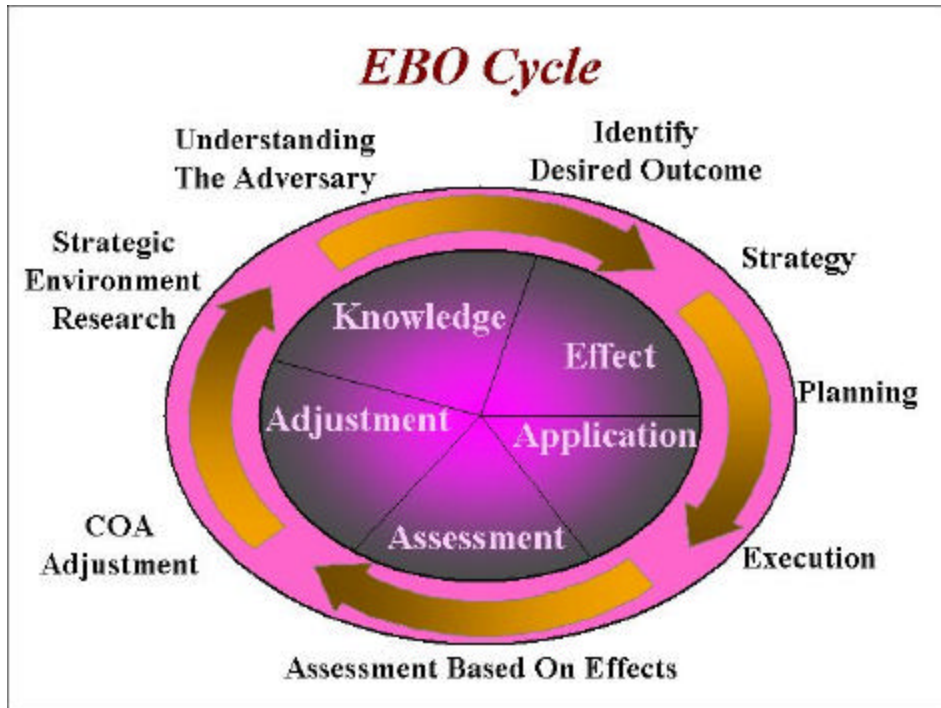 EBO Cycle
Understanding
The Adversary
Identify
Desired Outcome
Strategic
Environment
Research
Strategy
Knowledge
Effect
Planning
Adjustment
Application
COA
Adjustment
Assessment
Execution
Assessment Based On Effects